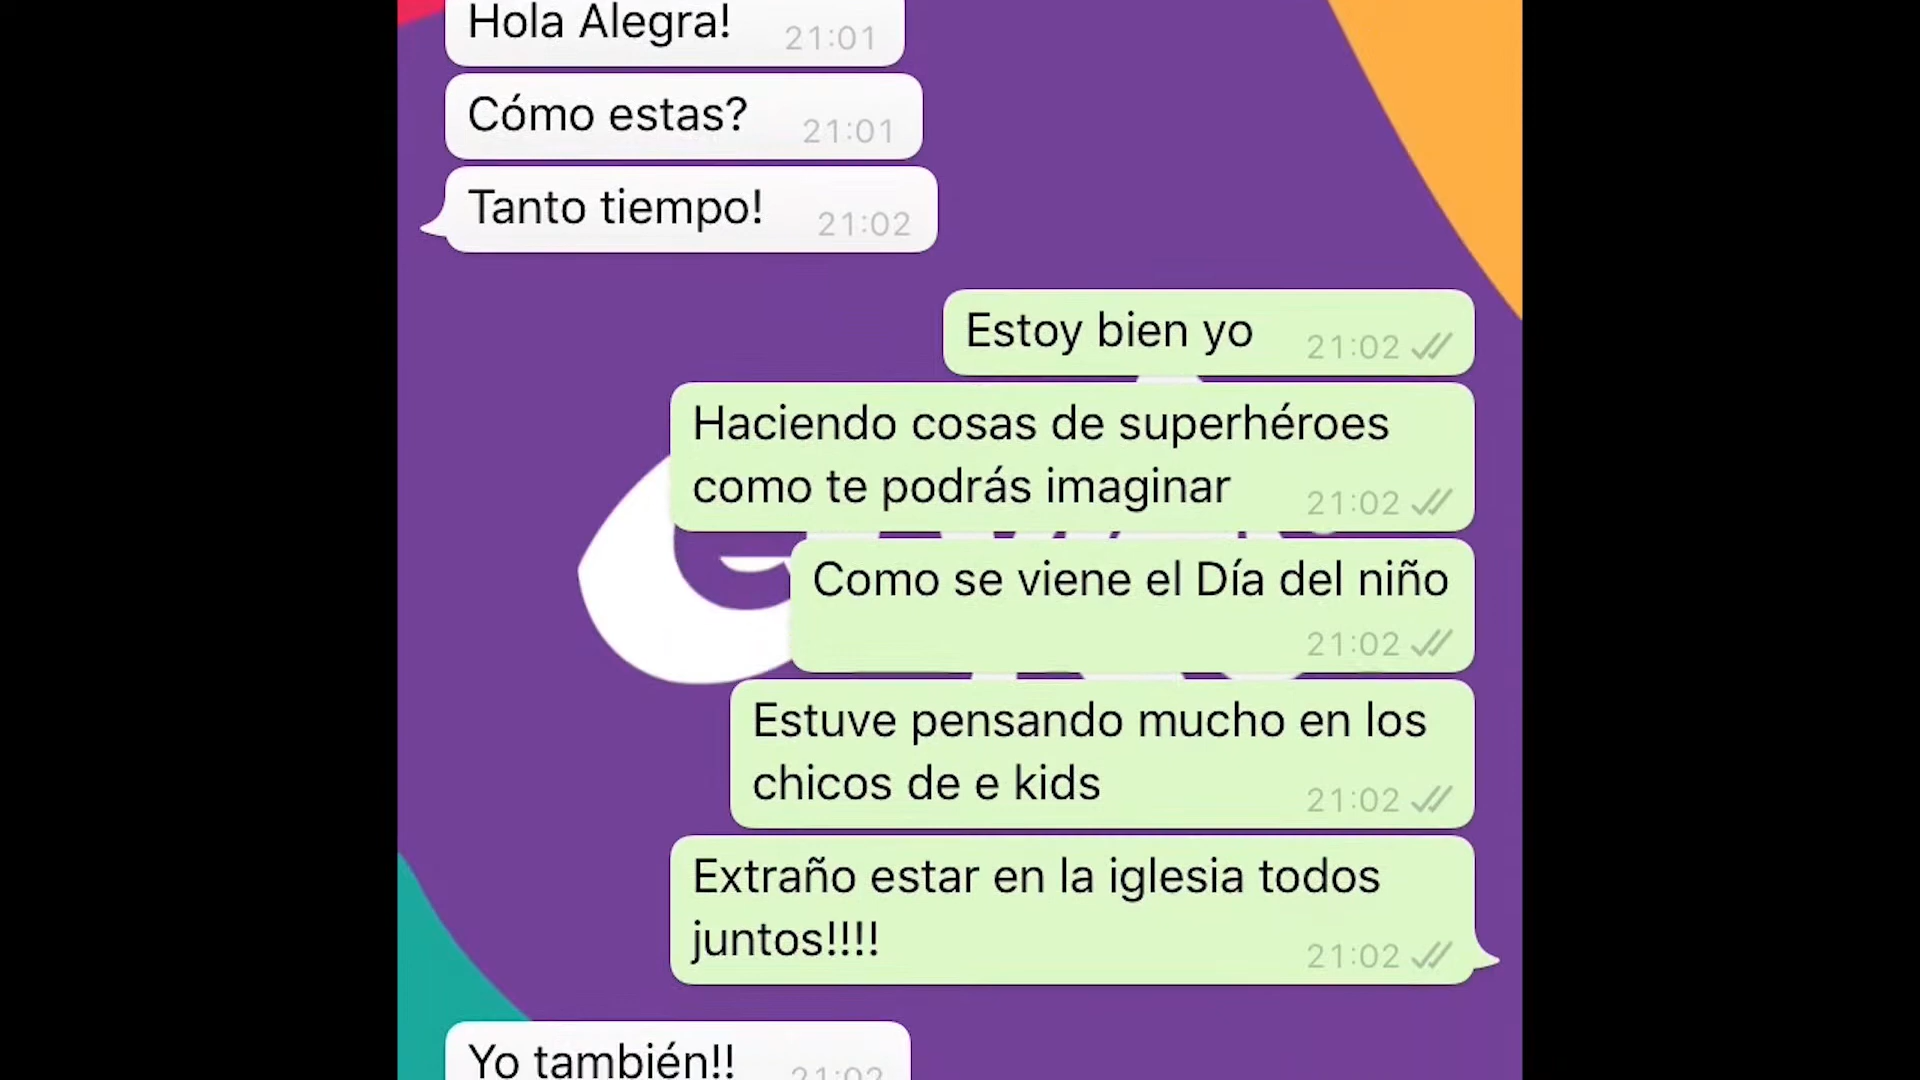 Hola Alegra! 21:01
Cómo estas? 21:01
Tanto tiempo! 21:02
Estoy bien yo 21:02
Haciendo cosas de superhéroes
como te podrás imaginar 21:02
Como se viene el Día del niño
21:02
Estuve pensando mucho en los
chicos de e kids 21:02
Extraño estar en la iglesia todos
juntos!!!! 21:02
Yo también!! 21:02